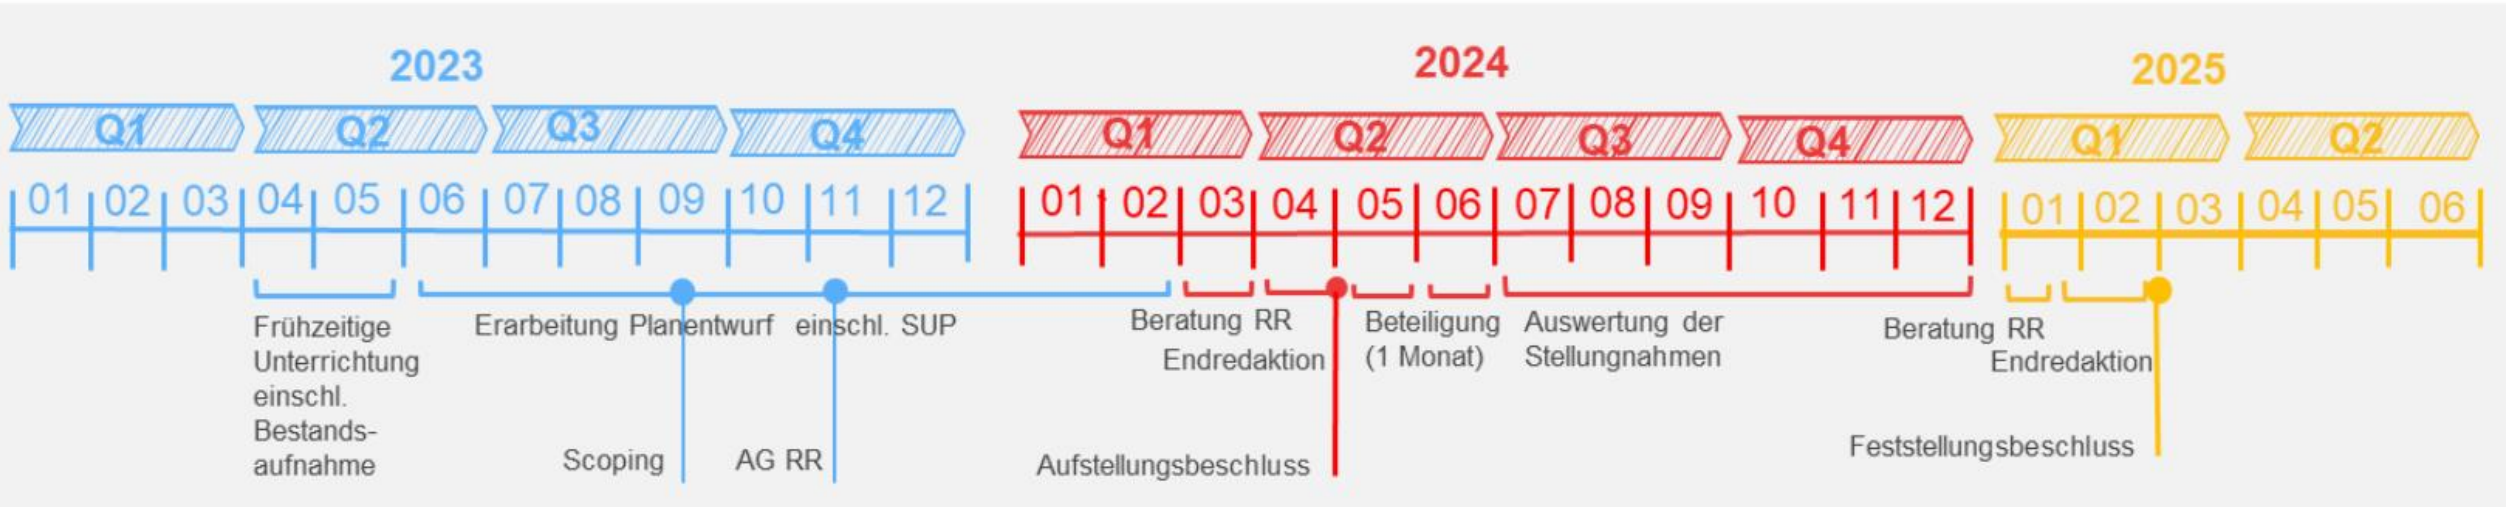 2023 2024 2025
Q1 Q2 Q3 Q4 Q1 Q2 Q3 Q4 Q1 Q2
01 02 03 04 05 06 07 08 09 10 11 12 01 02 03 04 05 06 07 08 09 10 11 12 01 02 03 04 05 06
Frühzeitige
Unterrichtung
einschl.
Bestands-
aufnahme
Erarbeitung Planentwurf einschl. SUP
Scoping
AG RR
Beratung RR
Endredaktion
Aufstellungsbeschluss
Beteiligung
(1 Monat)
Auswertung der
Stellungnahmen
Beratung RR
Endredaktion
Feststellungsbeschluss